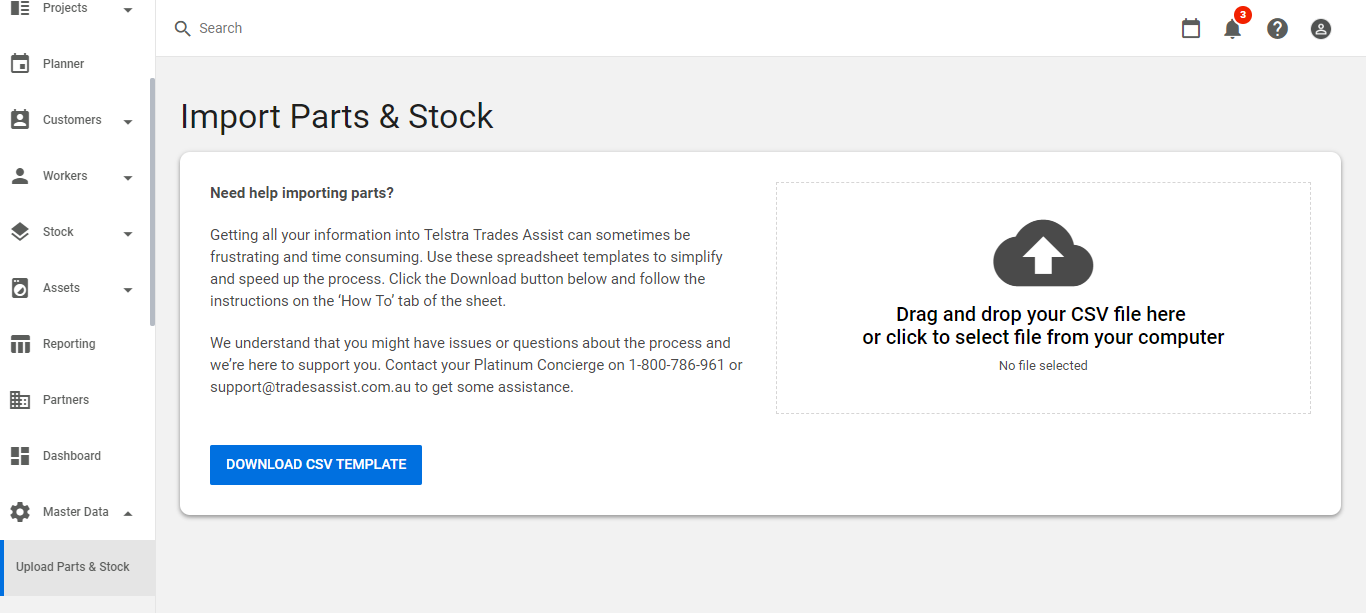 Projects
Planner
Customers
Workers
Stock
Assets
Reporting
Partners
Dashboard
Master Data
Upload Parts & Stock
Search
3
Import Parts & Stock
Need help importing parts?
Getting all your information into Telstra Trades Assist can sometimes be
frustrating and time consuming. Use these spreadsheet templates to simplify
and speed up the process. Click the Download button below and follow the
instructions on the ‘How To’ tab of the sheet.
We understand that you might have issues or questions about the process and
we’re here to support you. Contact your Platinum Concierge on 1-800-786-961 or
support@tradesassist.com.au to get some assistance.
DOWNLOAD CSV TEMPLATE
Drag and drop your CSV file here
or click to select file from your computer
No file selected